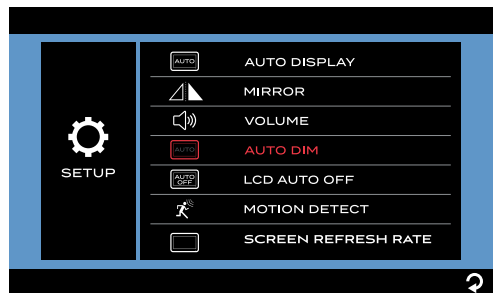 SETUP
AUTO AUTO DISPLAY
MIRROR
VOLUME
AUTO AUTO DIM
AUTO OFF LCD AUTO OFF
MOTION DETECT
SCREEN REFRESH RATE